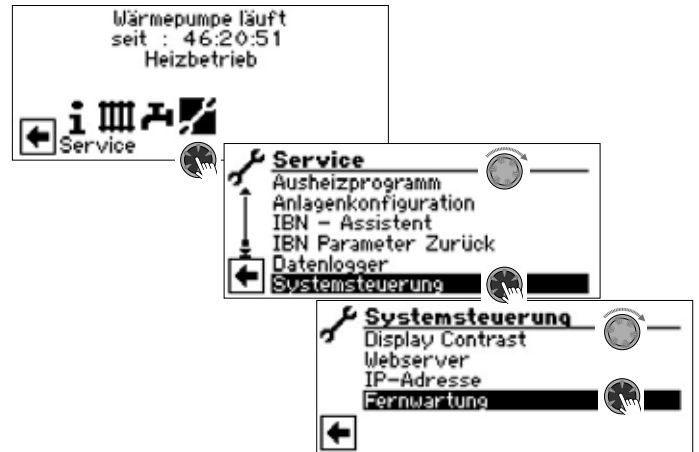 Wärmepumpe läuft
seit : 46:20:51
Heizbetrieb
Service
Service
Ausheizprogramm
Anlagenkonfiguration
IBN - Assistent
IBN Parameter Zurück
Datenlogger
Systemsteuerung
Systemsteuerung
Display Contrast
Webserver
IP-Adresse
Fernwartung